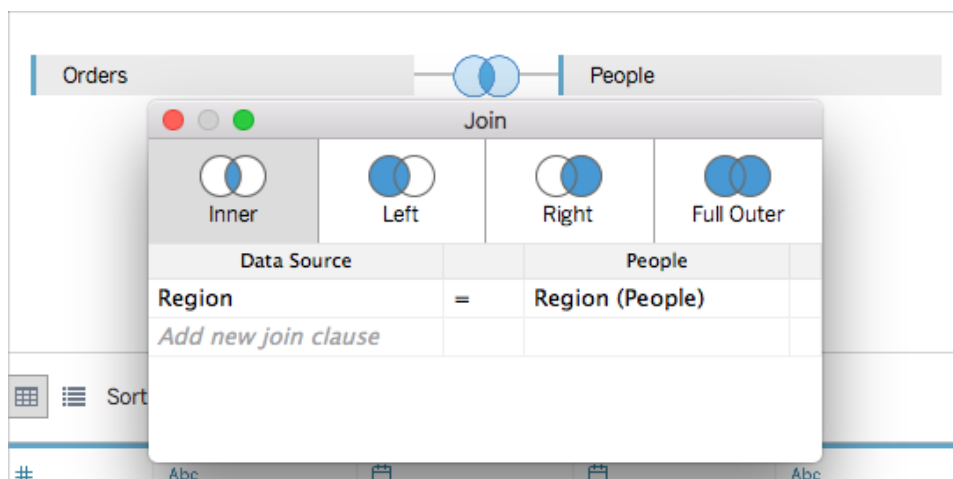 Orders People
Join
Inner Left Right Full Outer
Data Source People
Region = Region (People)
Add new join clause
Sort
# Abc Abc